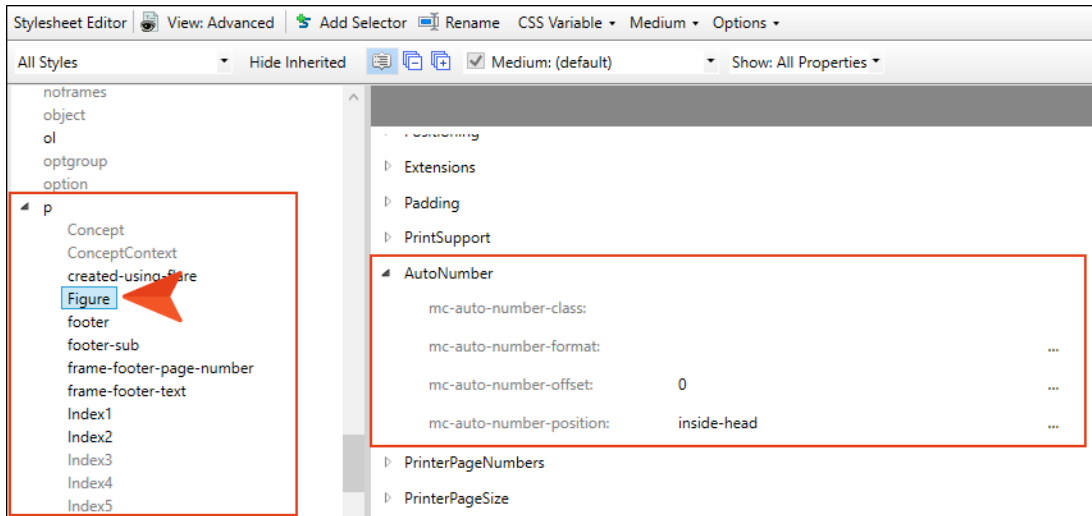 Stylesheet Editor View: Advanced Add Selector Rename CSS Variable Medium Options
All Styles Hide Inherited Medium: (default) Show: All Properties
noframes
object
ol
optgroup
option
p
Concept
ConceptContext
created-using-flare
Figure
footer
footer-sub
frame-footer-page-number
frame-footer-text
Index1
Index2
Index3
Index4
Index5
Positioning
Extensions
Padding
PrintSupport
AutoNumber
mc-auto-number-class:
mc-auto-number-format: ...
mc-auto-number-offset: 0 ...
mc-auto-number-position: inside-head ...
PrinterPageNumbers
PrinterPageSize